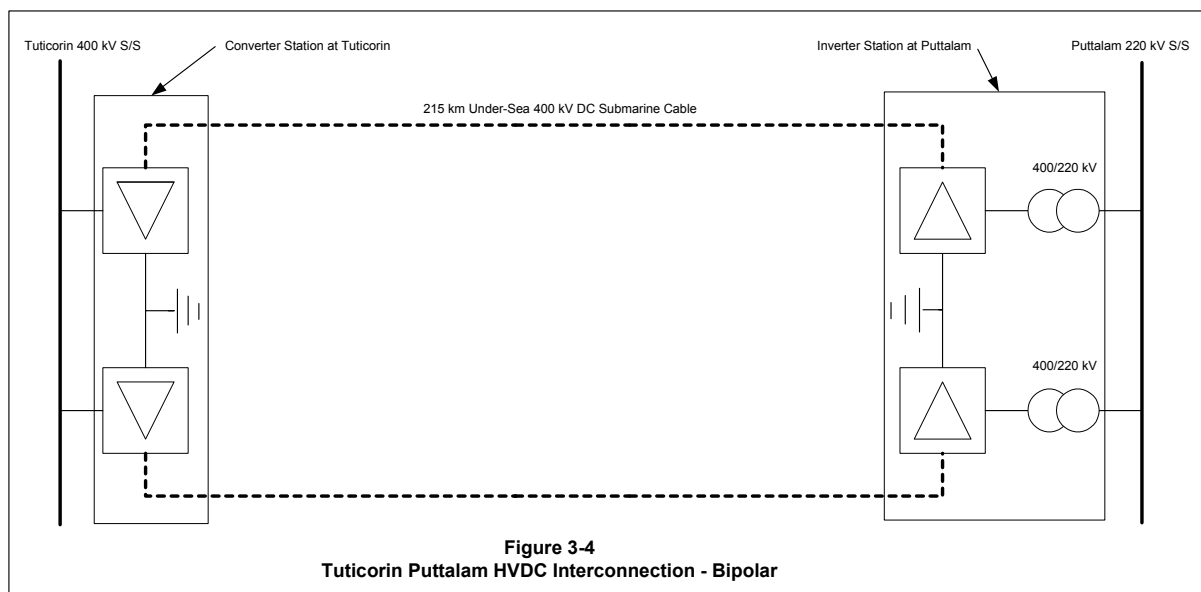 Tuticorin 400 kV S/S
Converter Station at Tuticorin
Inverter Station at Puttalam
Puttalam 220 kV S/S
215 km Under-Sea 400 kV DC Submarine Cable
400/220 kV
400/220 kV
Figure 3-4
Tuticorin Puttalam HVDC Interconnection - Bipolar